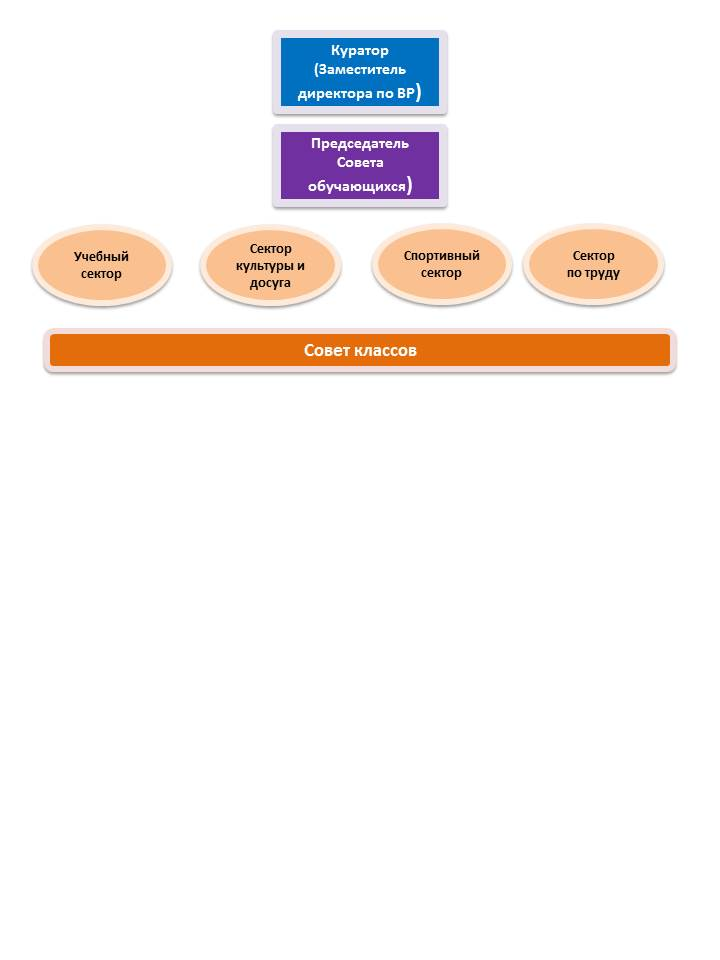 Куратор
(Заместитель
директора по ВР)
Председатель
Совета
обучающихся)
Учебный
сектор
Сектор
культуры и
досуга
Спортивный
сектор
Сектор
по труду
Совет классов